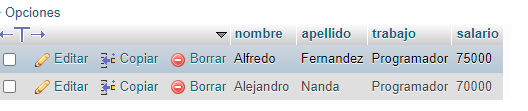 Opciones
nombre apellido trabajo salario
Editar Copiar Borrar Alfredo Fernandez Programador 75000
Editar Copiar Borrar Alejandro Nanda Programador 70000